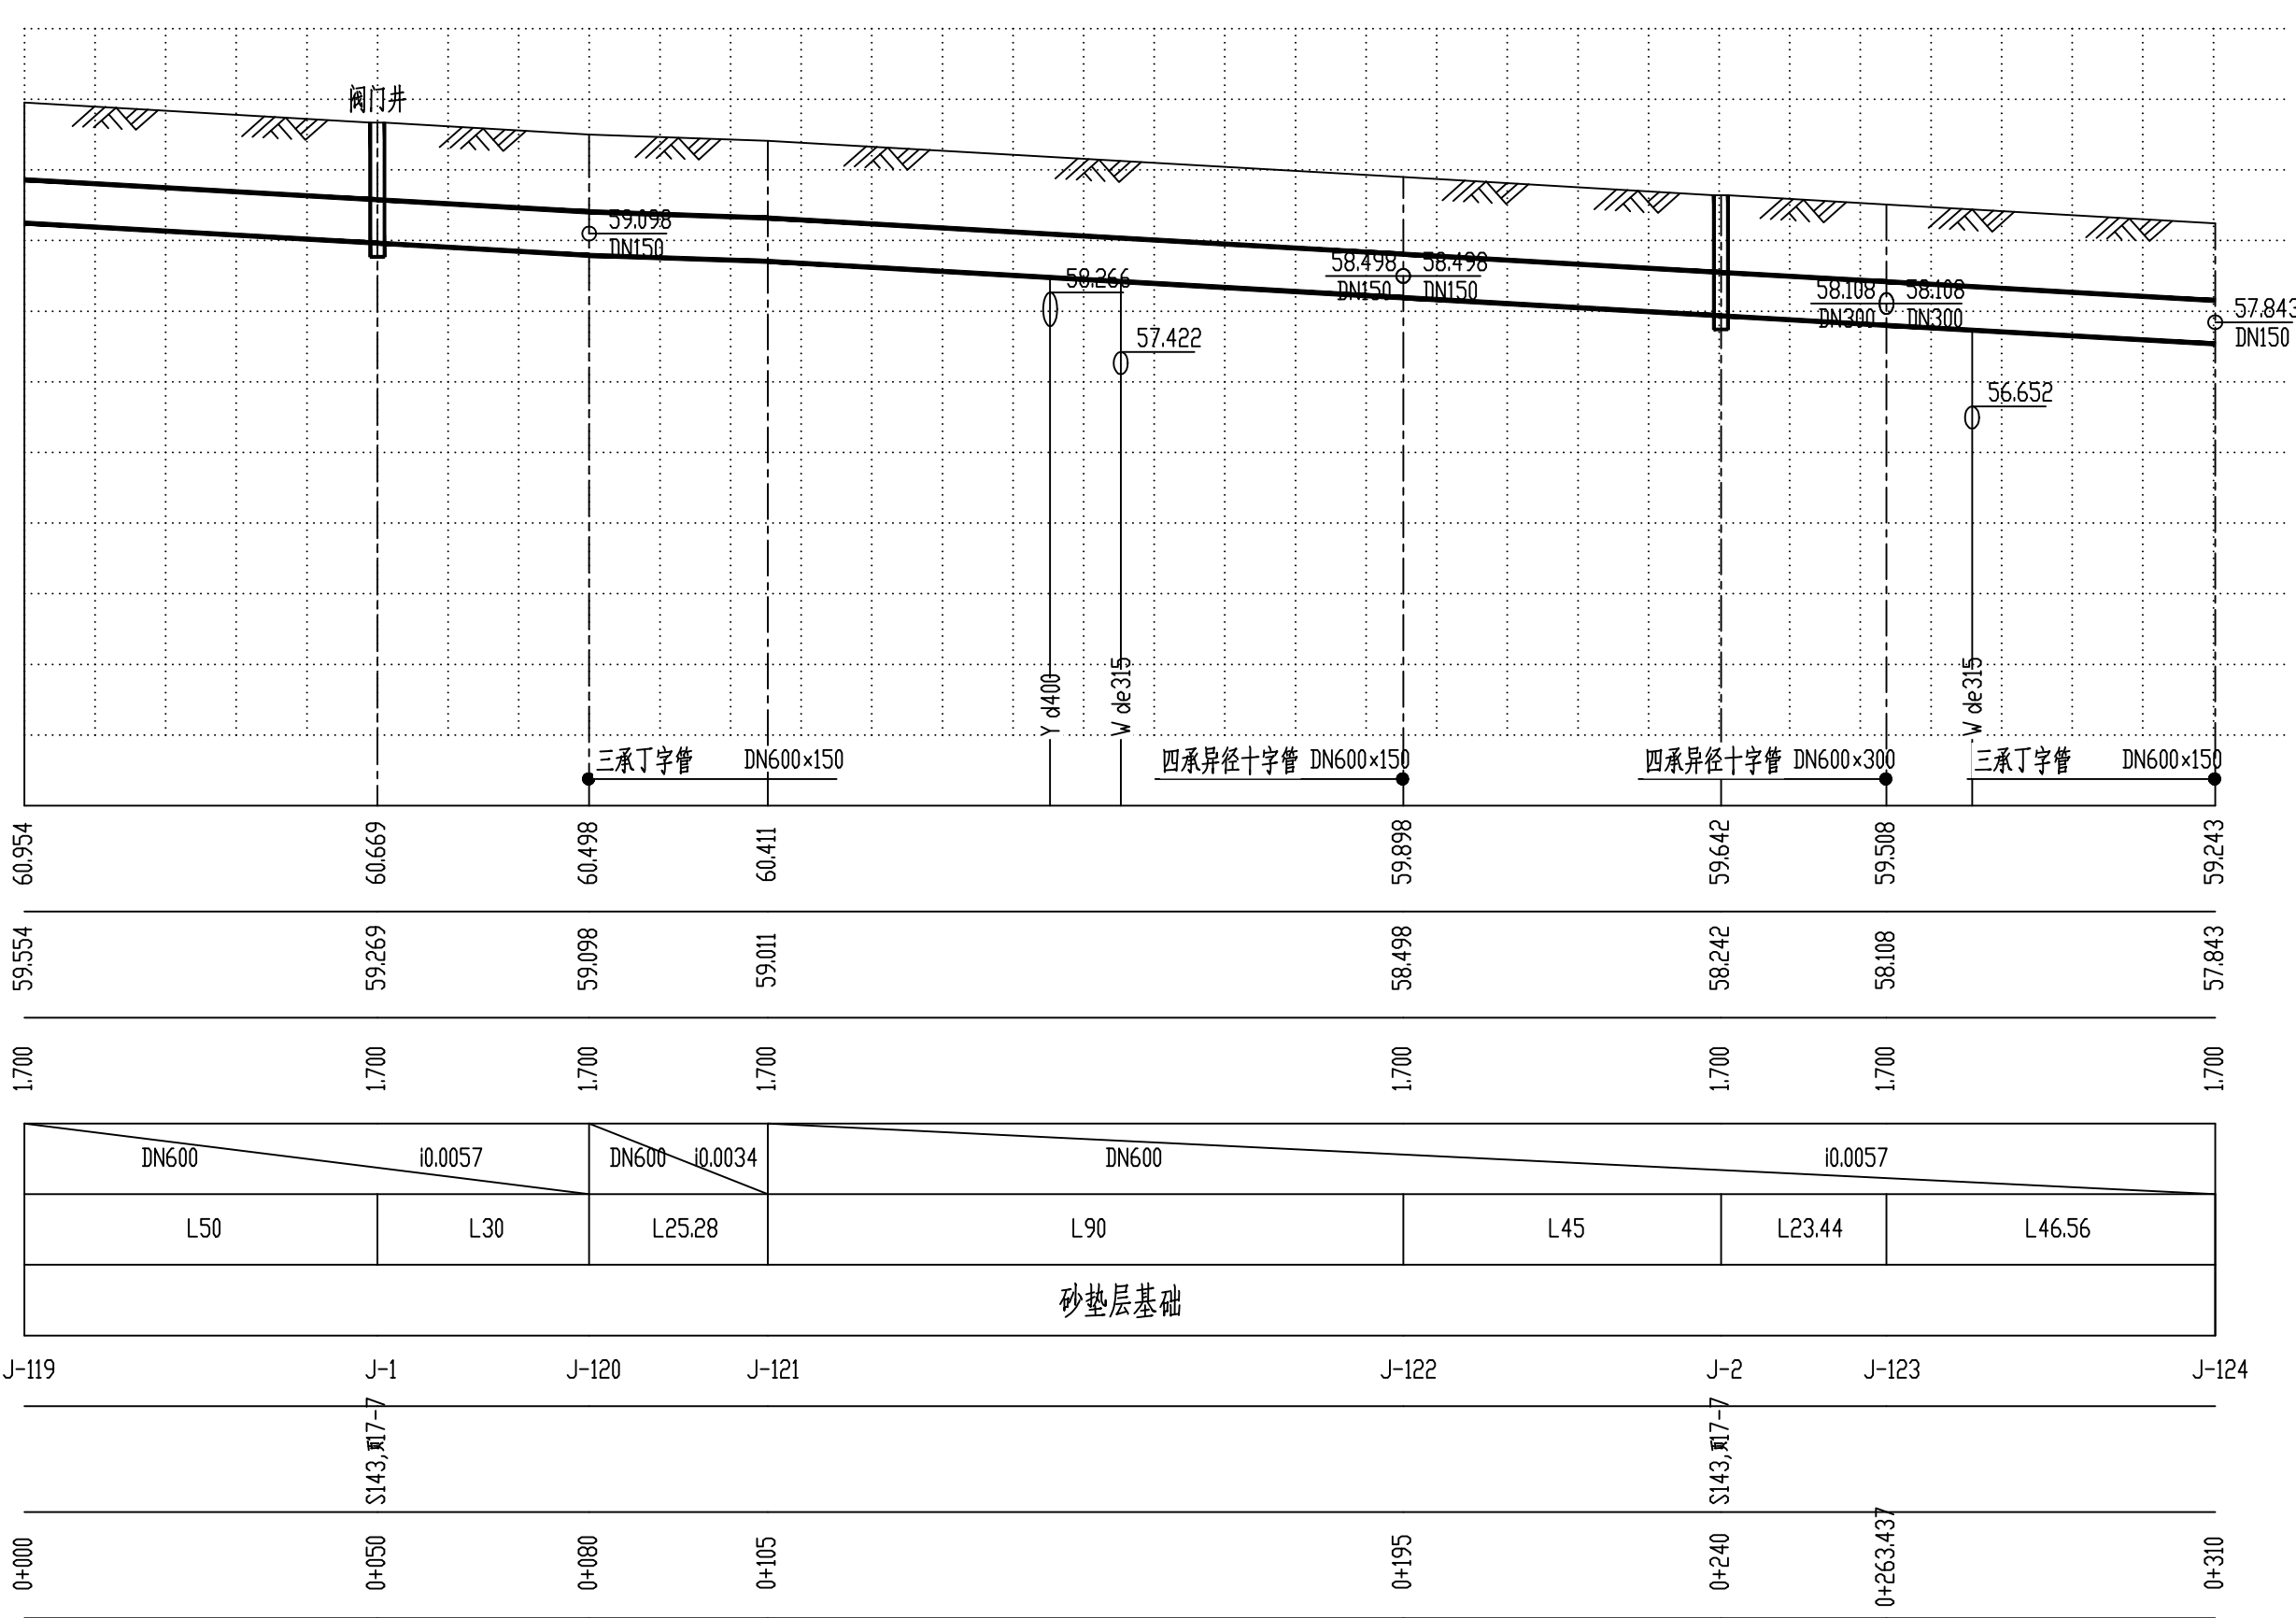 阀门井
59.098
DN150
58.266
58.498 58.498
DN150 DN150
57.422
58.108 58.108
DN300 DN300
57.843
DN150
56.652
Y d400
W de315
W de315
三承丁字管 DN600×150
四承异径十字管 DN600×150
四承异径十字管 DN600×300
三承丁字管 DN600×150
60.954 60.669 60.498 60.411 59.898 59.642 59.508 59.243
59.554 59.269 59.098 59.011 58.498 58.242 58.108 57.843
1.700 1.700 1.700 1.700 1.700 1.700 1.700 1.700
DN600 i0.0057 DN600 i0.0034 DN600 i0.0057
L50 L30 L25.28 L90 L45 L23.44 L46.56
砂垫层基础
J-119 J-1 J-120 J-121 J-122 J-2 J-123 J-124
S143,页17-7 S143,页17-7
0+000 0+050 0+080 0+105 0+195 0+240 0+263.437 0+310